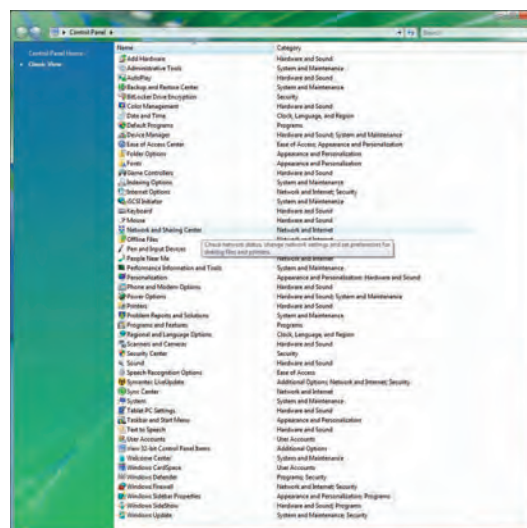 Control Panel
Search
Control Panel Home
Classic View
Name Category
Add Hardware Hardware and Sound
Administrative Tools System and Maintenance
AutoPlay Hardware and Sound
Backup and Restore Center System and Maintenance
BitLocker Drive Encryption Security
Color Management Hardware and Sound
Date and Time Clock, Language, and Region
Default Programs Programs
Device Manager Hardware and Sound; System and Maintenance
Ease of Access Center Ease of Access; Appearance and Personalization
Folder Options Appearance and Personalization
Fonts Appearance and Personalization
Game Controllers Hardware and Sound
Indexing Options System and Maintenance
Internet Options Network and Internet; Security
iSCSI Initiator System and Maintenance
Keyboard Hardware and Sound
Mouse Hardware and Sound
Network and Sharing Center Network and Internet
Offline Files Network and Internet
Check network status, change network settings and set preferences for
sharing files and printers.
Pen and Input Devices
People Near Me Network and Internet
Performance Information and Tools System and Maintenance
Personalization Appearance and Personalization; Hardware and Sound
Phone and Modem Options Hardware and Sound
Power Options Hardware and Sound; System and Maintenance
Printers Hardware and Sound
Problem Reports and Solutions System and Maintenance
Programs and Features Programs
Regional and Language Options Clock, Language, and Region
Scanners and Cameras Hardware and Sound
Security Center Security
Sound Hardware and Sound
Speech Recognition Options Ease of Access
Symantec LiveUpdate Additional Options; Network and Internet; Security
Sync Center Network and Internet
System System and Maintenance
Tablet PC Settings Hardware and Sound
Taskbar and Start Menu Appearance and Personalization
Text to Speech Hardware and Sound
User Accounts User Accounts
View 32-bit Control Panel Items Additional Options
Welcome Center System and Maintenance
Windows CardSpace User Accounts
Windows Defender Programs; Security
Windows Firewall Network and Internet; Security
Windows Sidebar Properties Appearance and Personalization; Programs
Windows SideShow Hardware and Sound; Programs
Windows Update System and Maintenance; Security